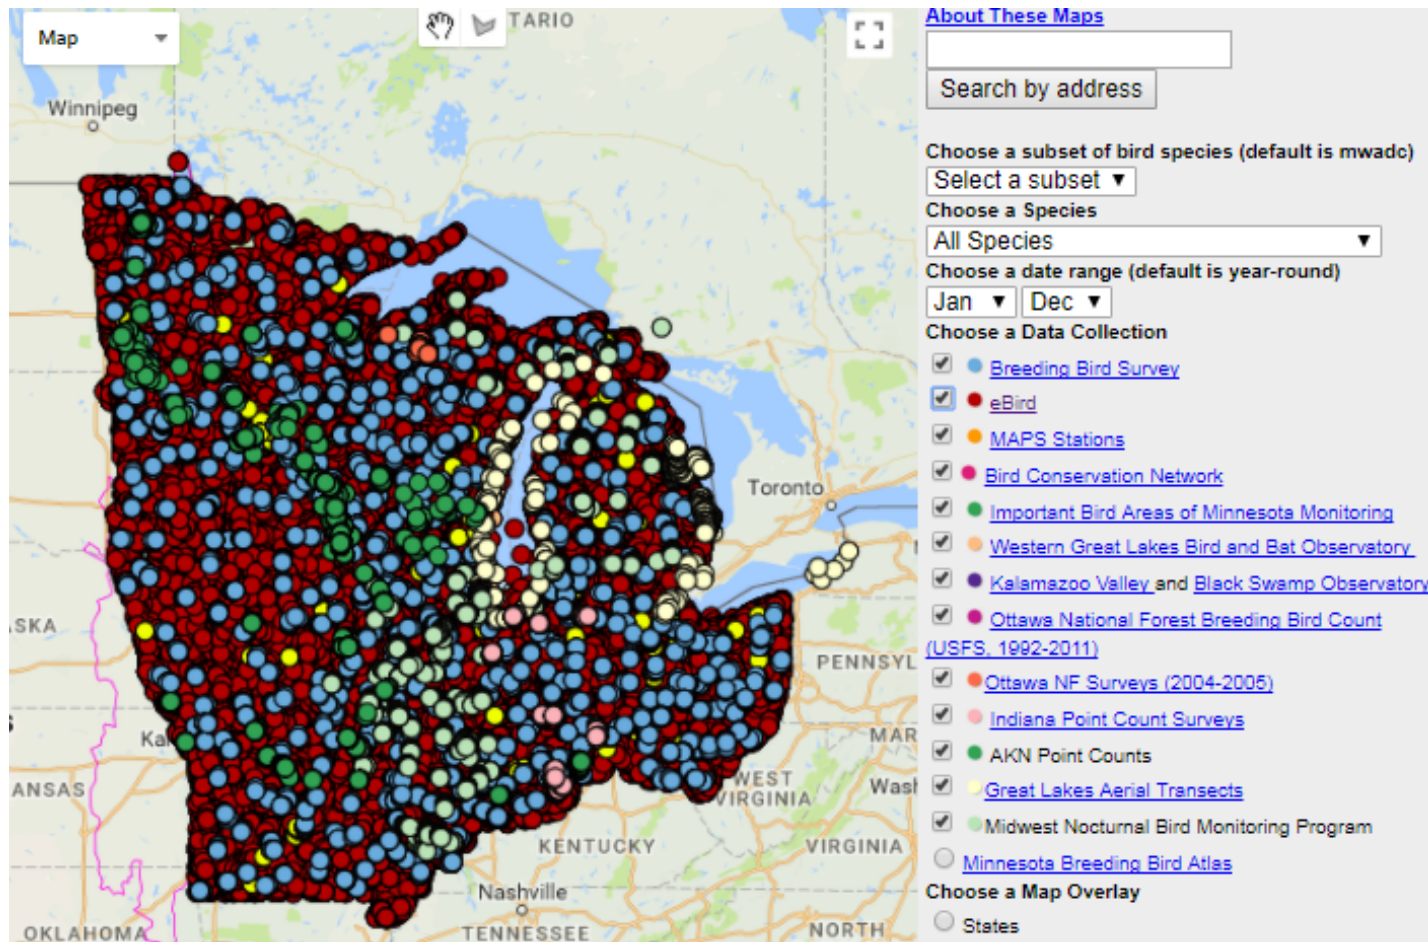 Map
TARIO
Winnipeg
Toronto
SKA
PENNSYL
MAR
Kan
ANSAS
WEST
VIRGINIA
Wash
KENTUCKY
VIRGINIA
Nashville
OKLAHOMA
TENNESSEE
NORTH
About These Maps
Search by address
Choose a subset of bird species (default is mwadc)
Select a subset
Choose a Species
All Species
Choose a date range (default is year-round)
Jan Dec
Choose a Data Collection
Breeding Bird Survey
eBird
MAPS Stations
Bird Conservation Network
Important Bird Areas of Minnesota Monitoring
Western Great Lakes Bird and Bat Observatory
Kalamazoo Valley and Black Swamp Observatory
Ottawa National Forest Breeding Bird Count
(USFS, 1992-2011)
Ottawa NF Surveys (2004-2005)
Indiana Point Count Surveys
AKN Point Counts
Great Lakes Aerial Transects
Midwest Nocturnal Bird Monitoring Program
Minnesota Breeding Bird Atlas
Choose a Map Overlay
States